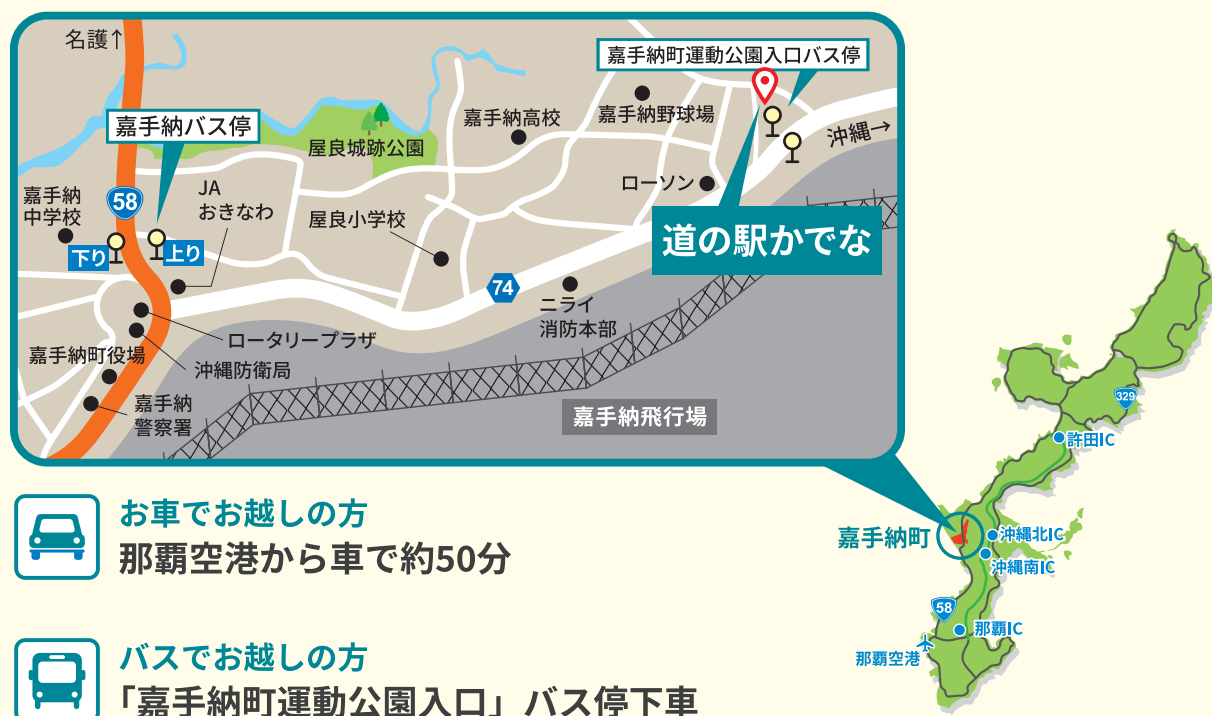 名護↑
嘉手納町運動公園入口バス停
嘉手納バス停
嘉手納高校
嘉手納野球場
沖縄→
屋良城跡公園
嘉手納
中学校
58
JA
おきなわ
ローソン
屋良小学校
道の駅かでな
下り
上り
74
ニライ
消防本部
ロータリープラザ
嘉手納町役場
沖縄防衛局
嘉手納
警察署
嘉手納飛行場
お車でお越しの方
那覇空港から車で約50分
バスでお越しの方
「嘉手納町運動公園入口」バス停下車
329
許田IC
嘉手納町
沖縄北IC
沖縄南IC
58
那覇IC
那覇空港